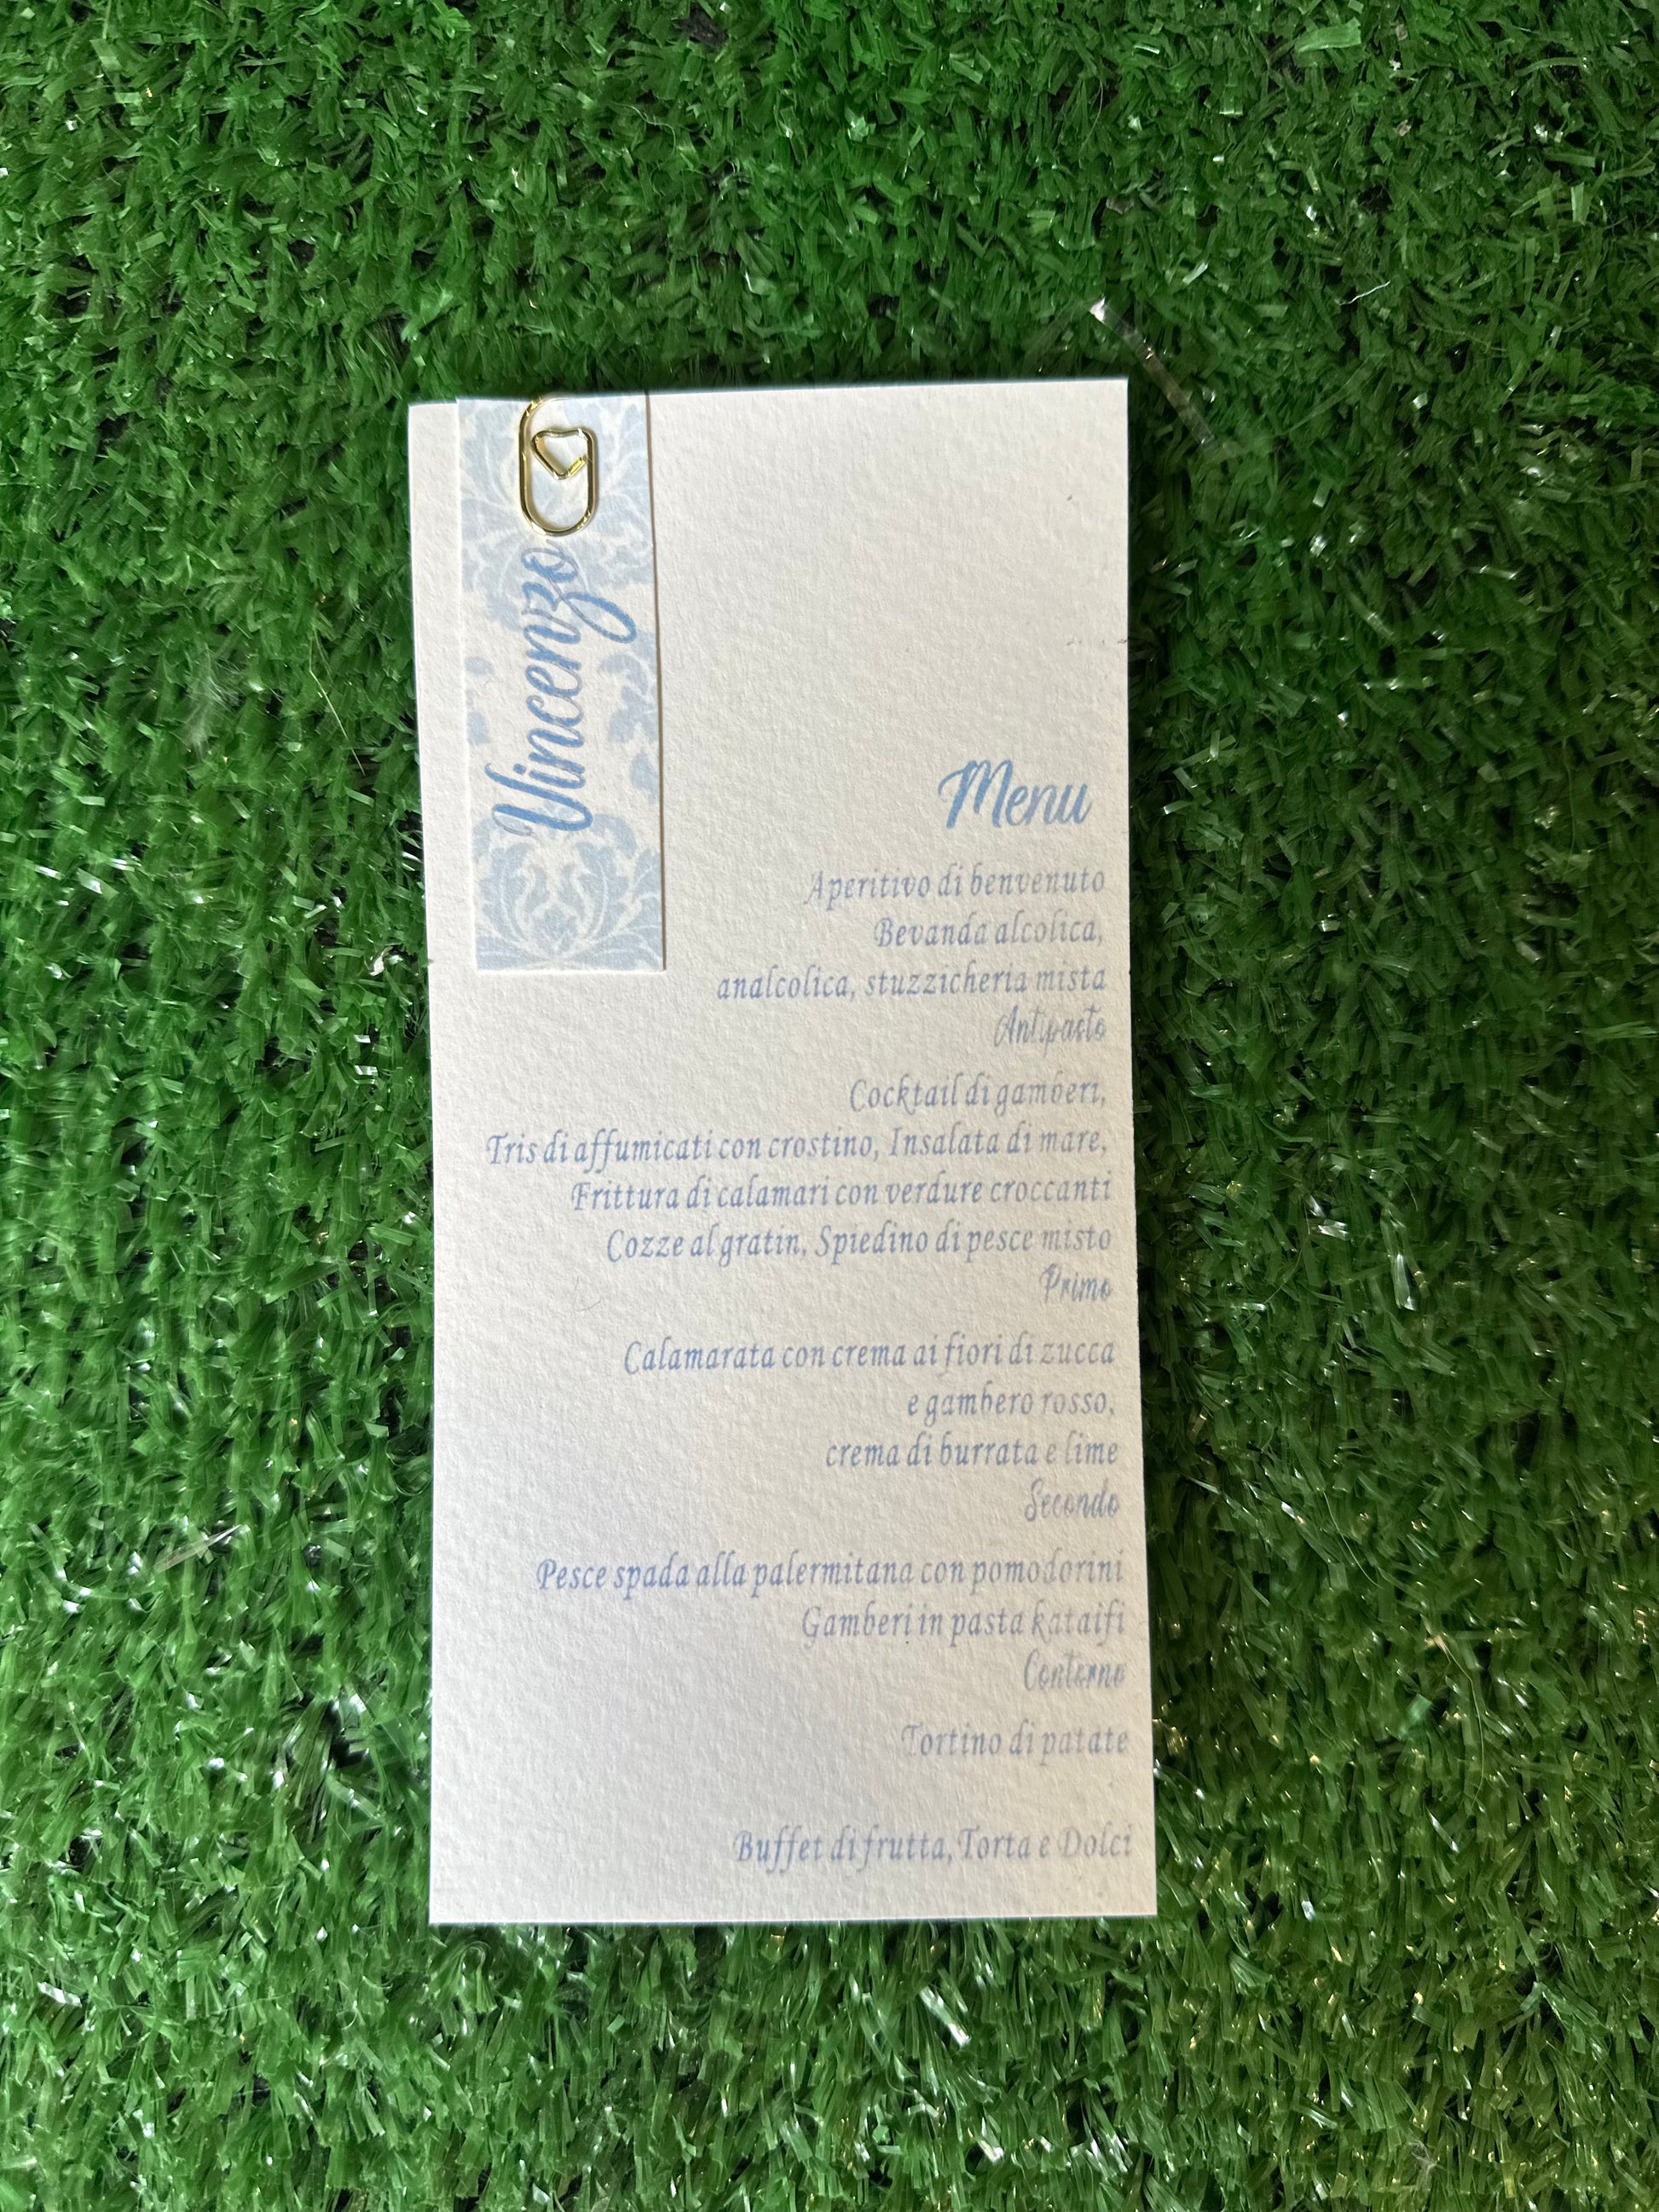 Vincenzo
Menu
Aperitivo di benvenuto
Bevanda alcolica,
analcolica, stuzzicheria mista
Antipasto
Cocktail di gamberi,
Tris di affumicati con crostino, Insalata di mare,
Frittura di calamari con verdure croccanti
Cozze al gratin, Spiedino di pesce misto
Primo
Calamarata con crema ai fiori di zucca
e gambero rosso,
crema di burrata e lime
Secondo
Pesce spada alla palermitana con pomodorini
Gamberi in pasta kataifi
Contorno
Tortino di patate
Buffet di frutta, Torta e Dolci